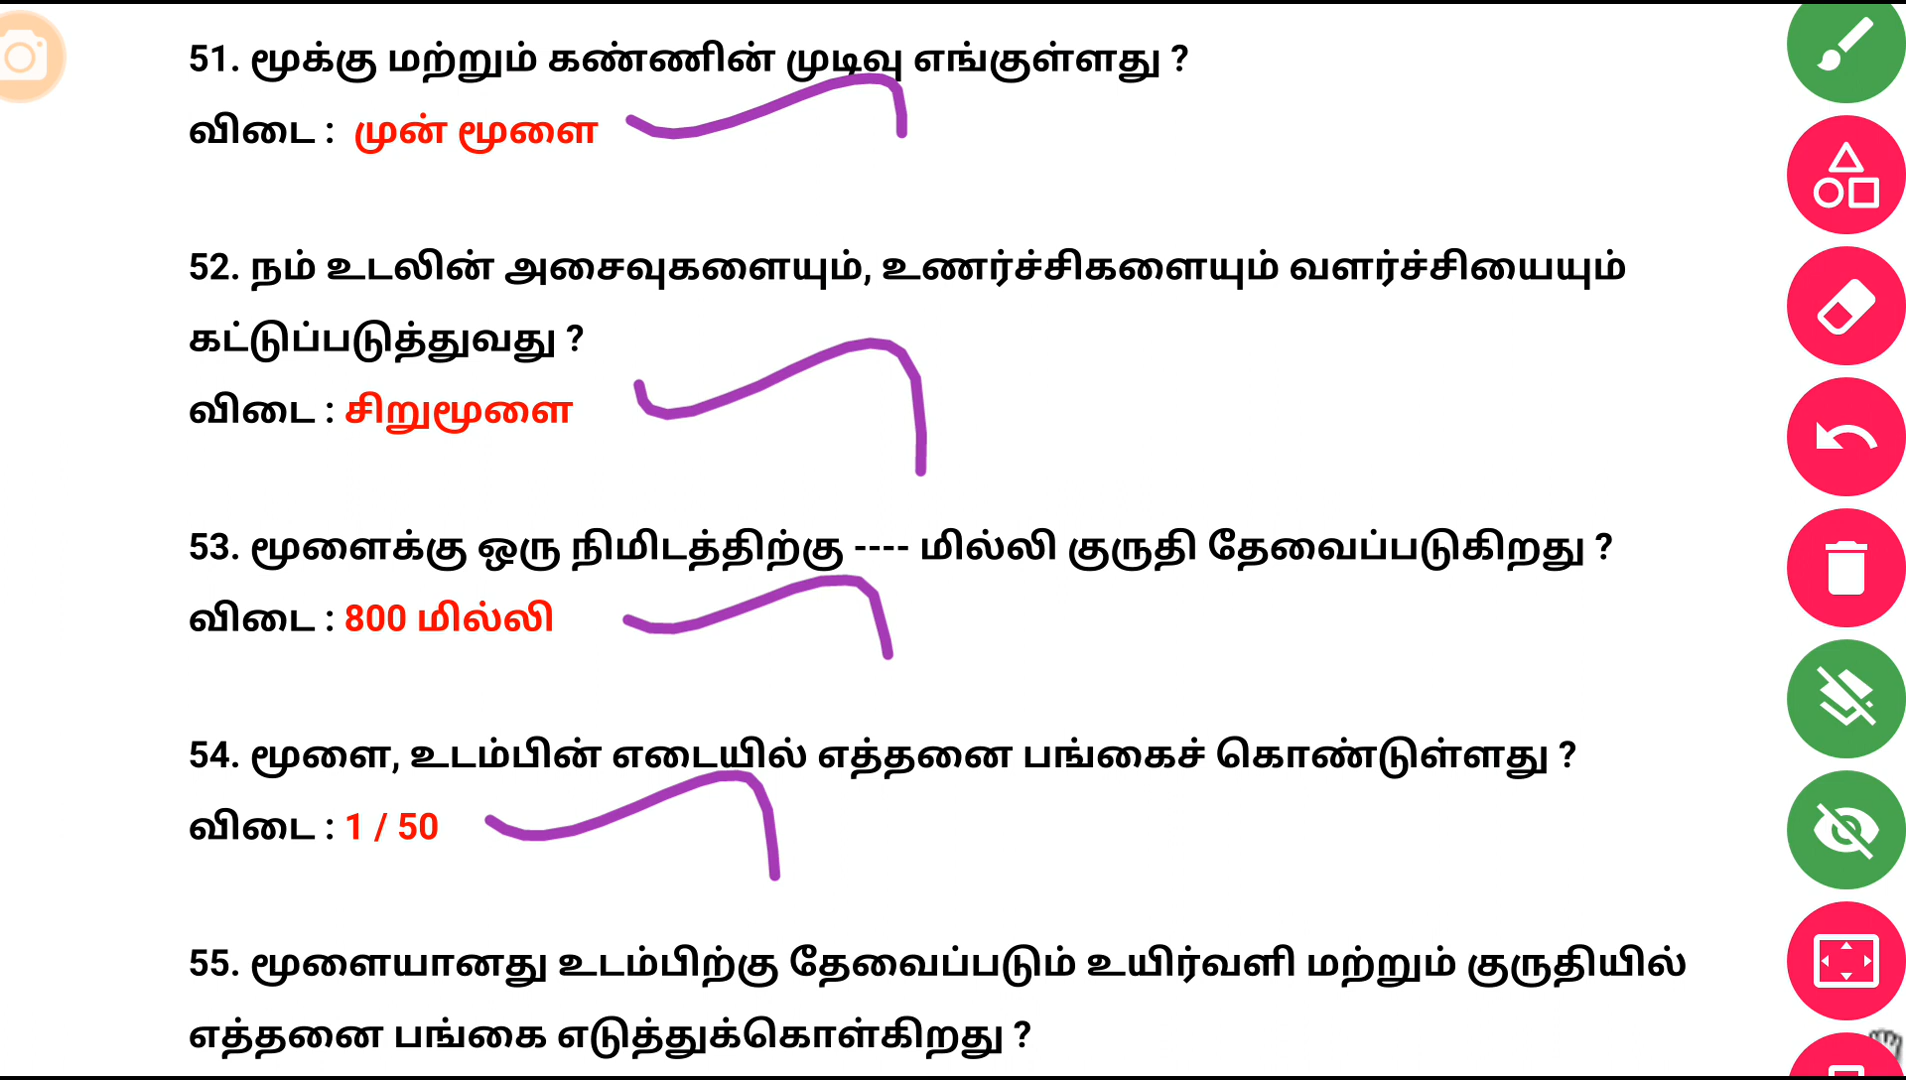 51. மூக்கு மற்றும் கண்ணின் முடிவு எங்குள்ளது ?
விடை : முன் மூளை
52. நம் உடலின் அசைவுகளையும், உணர்ச்சிகளையும் வளர்ச்சியையும்
கட்டுப்படுத்துவது ?
விடை : சிறுமூளை
53. மூளைக்கு ஒரு நிமிடத்திற்கு ---- மில்லி குருதி தேவைப்படுகிறது ?
விடை : 800 மில்லி
54. மூளை, உடம்பின் எடையில் எத்தனை பங்கைச் கொண்டுள்ளது ?
விடை : 1 / 50
55. மூளையானது உடம்பிற்கு தேவைப்படும் உயிர்வளி மற்றும் குருதியில்
எத்தனை பங்கை எடுத்துக்கொள்கிறது ?